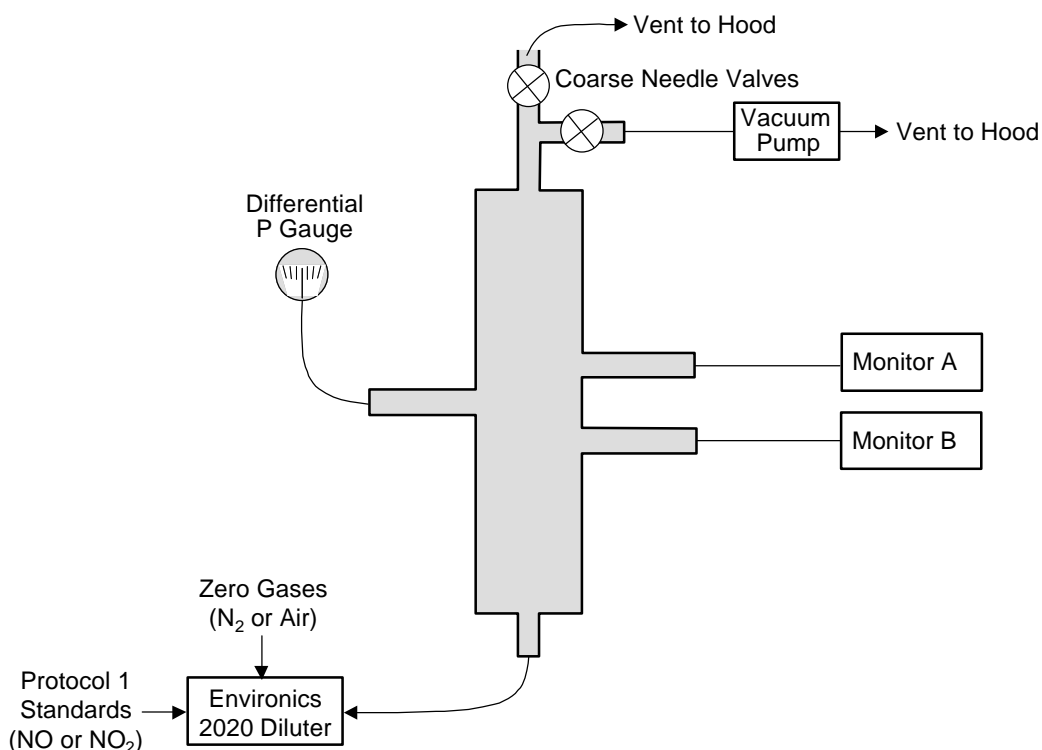 Vent to Hood
Coarse Needle Valves
Vacuum
Pump
Vent to Hood
Differential
P Gauge
Monitor A
Monitor B
Zero Gases
(N₂ or Air)
Protocol 1
Standards
(NO or NO₂)
Environics
2020 Diluter